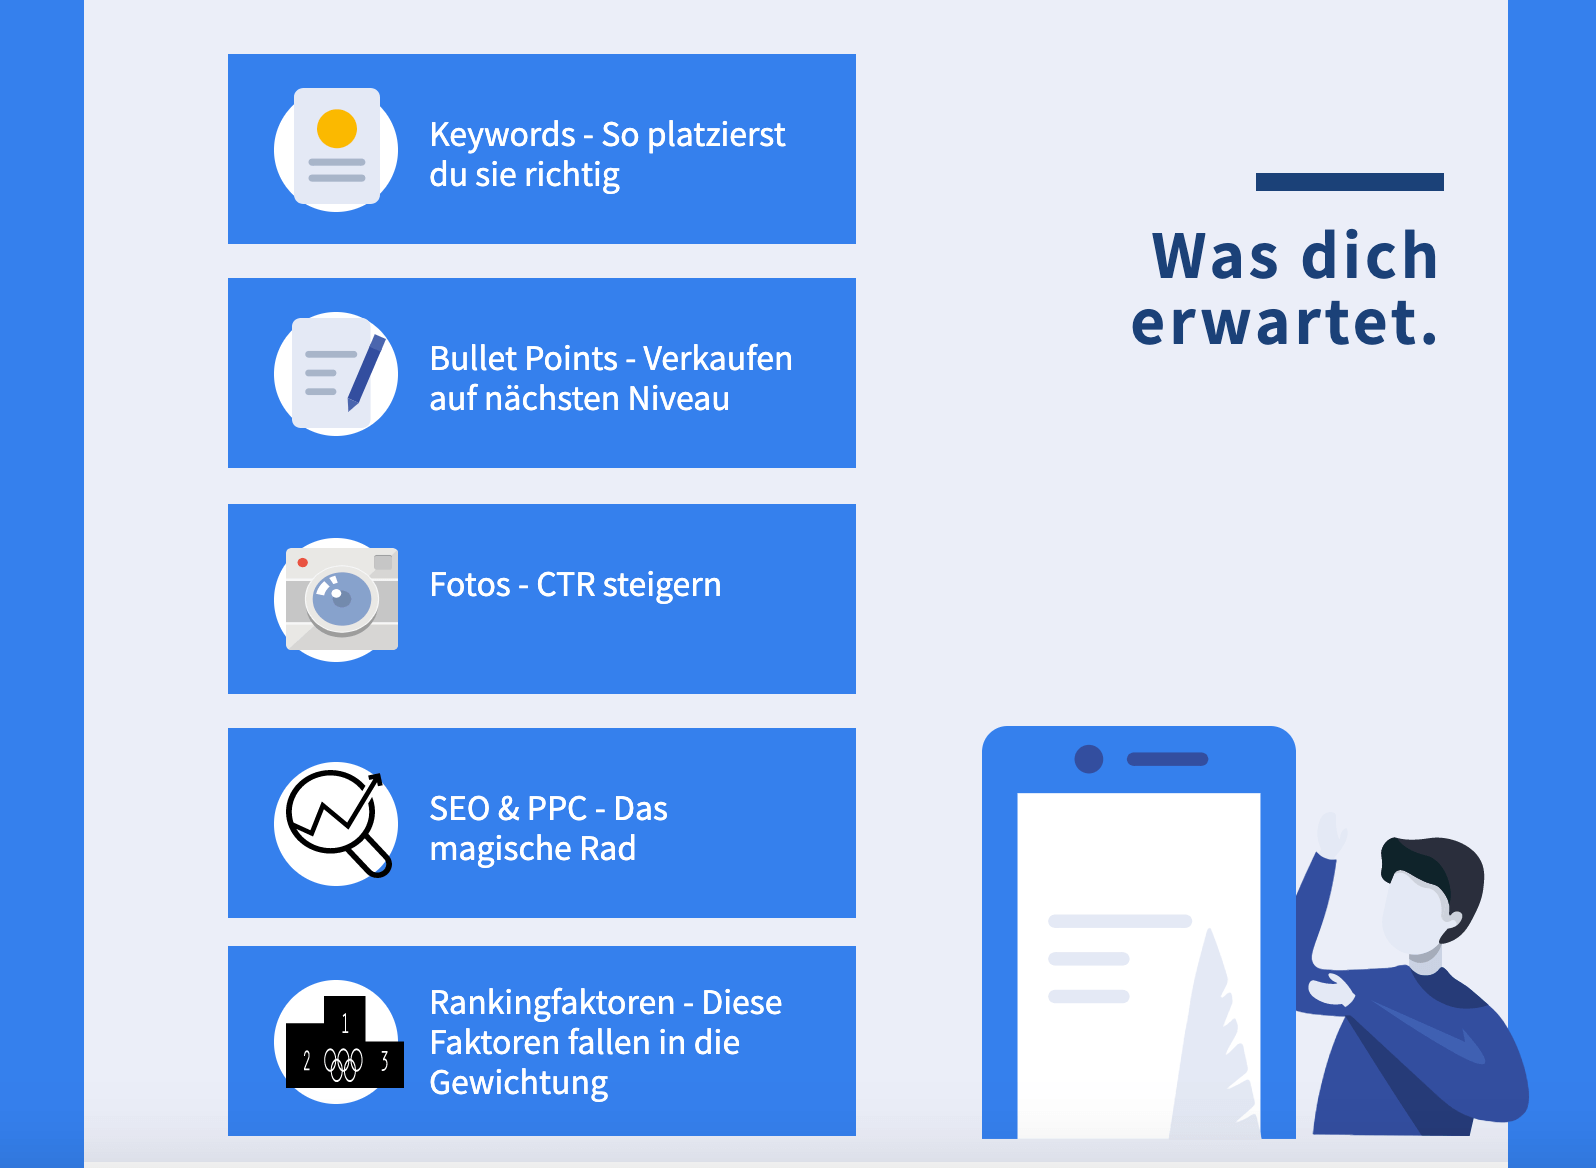 Keywords - So platzierst
du sie richtig
Bullet Points - Verkaufen
auf nächsten Niveau
Fotos - CTR steigern
SEO & PPC - Das
magische Rad
1
2
3
Rankingfaktoren - Diese
Faktoren fallen in die
Gewichtung
Was dich
erwartet.